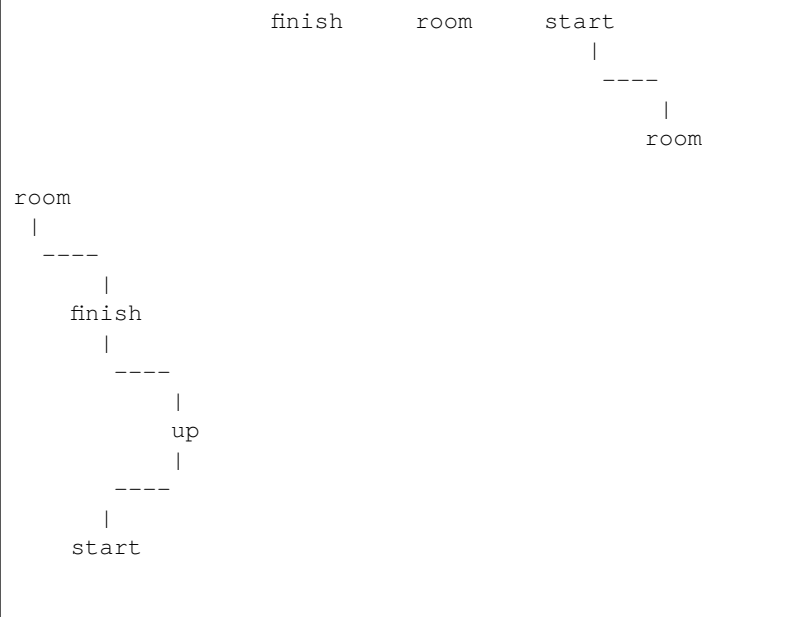 finish room start
|
----
|
room
room
|
----
|
finish
|
----
|
up
|
----
|
start